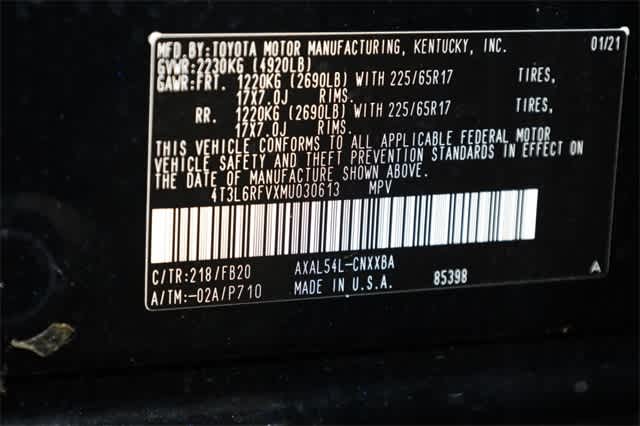 MFD.BY:TOYOTA MOTOR MANUFACTURING, KENTUCKY, INC. 01/21
GVWR:2230KG (4920LB)
GAWR:FRT. 1220KG (2690LB) WITH 225/65R17 TIRES,
17X7.0J RIMS.
RR. 1220KG (2690LB) WITH 225/65R17 TIRES,
17X7.0J RIMS.
THIS VEHICLE CONFORMS TO ALL APPLICABLE FEDERAL MOTOR
VEHICLE SAFETY AND THEFT PREVENTION STANDARDS IN EFFECT ON
THE DATE OF MANUFACTURE SHOWN ABOVE.
4T3L6RFVXMU030613 MPV
C/TR:218/FB20 AXAL54L-CNXXBA
A/TM:-02A/P710 MADE IN U.S.A. 85398 A